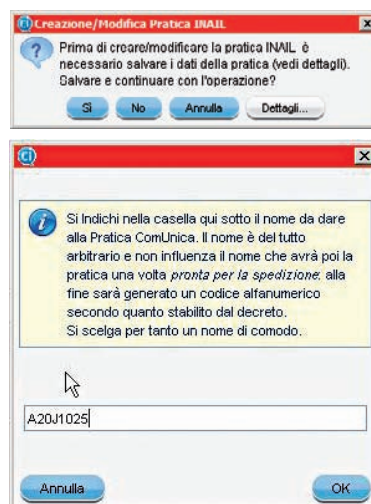 Creazione/Modifica Pratica INAIL
Prima di creare/modificare la pratica INAIL è
necessario salvare i dati della pratica (vedi dettagli).
Salvare e continuare con l'operazione?
Sì No Annulla Dettagli...
Si Indichi nella casella qui sotto il nome da dare
alla Pratica ComUnica. Il nome è del tutto
arbitrario e non influenza il nome che avrà poi la
pratica una volta pronta per la spedizione: alla
fine sarà generato un codice alfanumerico
secondo quanto stabilito dal decreto.
Si scelga per tanto un nome di comodo.
A20J1025
Annulla OK